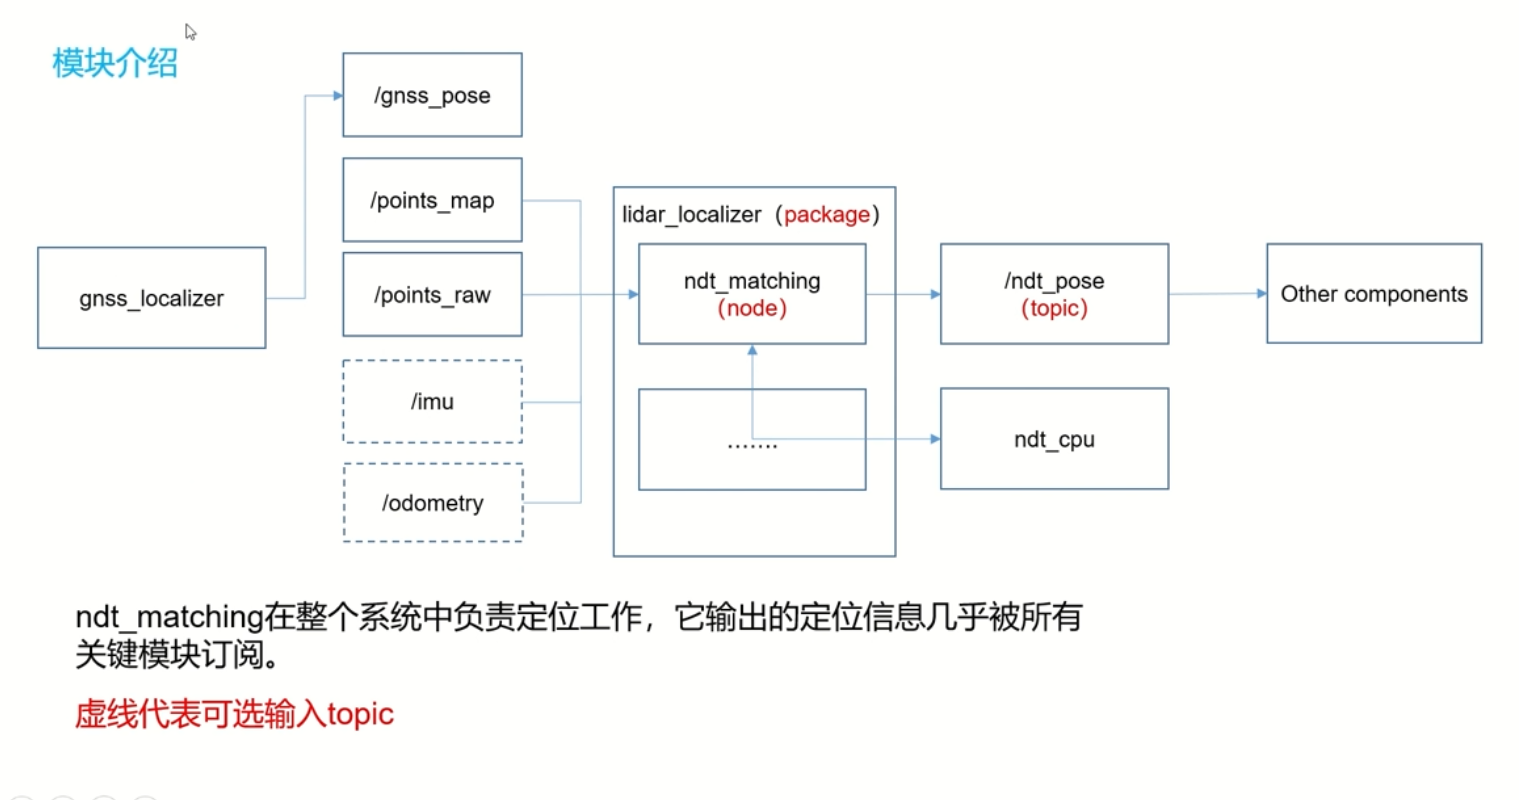 模块介绍
/gnss_pose
/points_map
lidar_localizer（package）
gnss_localizer
/points_raw
ndt_matching
（node）
/ndt_pose
（topic）
Other components
/imu
.......
ndt_cpu
/odometry
ndt_matching在整个系统中负责定位工作，它输出的定位信息几乎被所有
关键模块订阅。
虚线代表可选输入topic